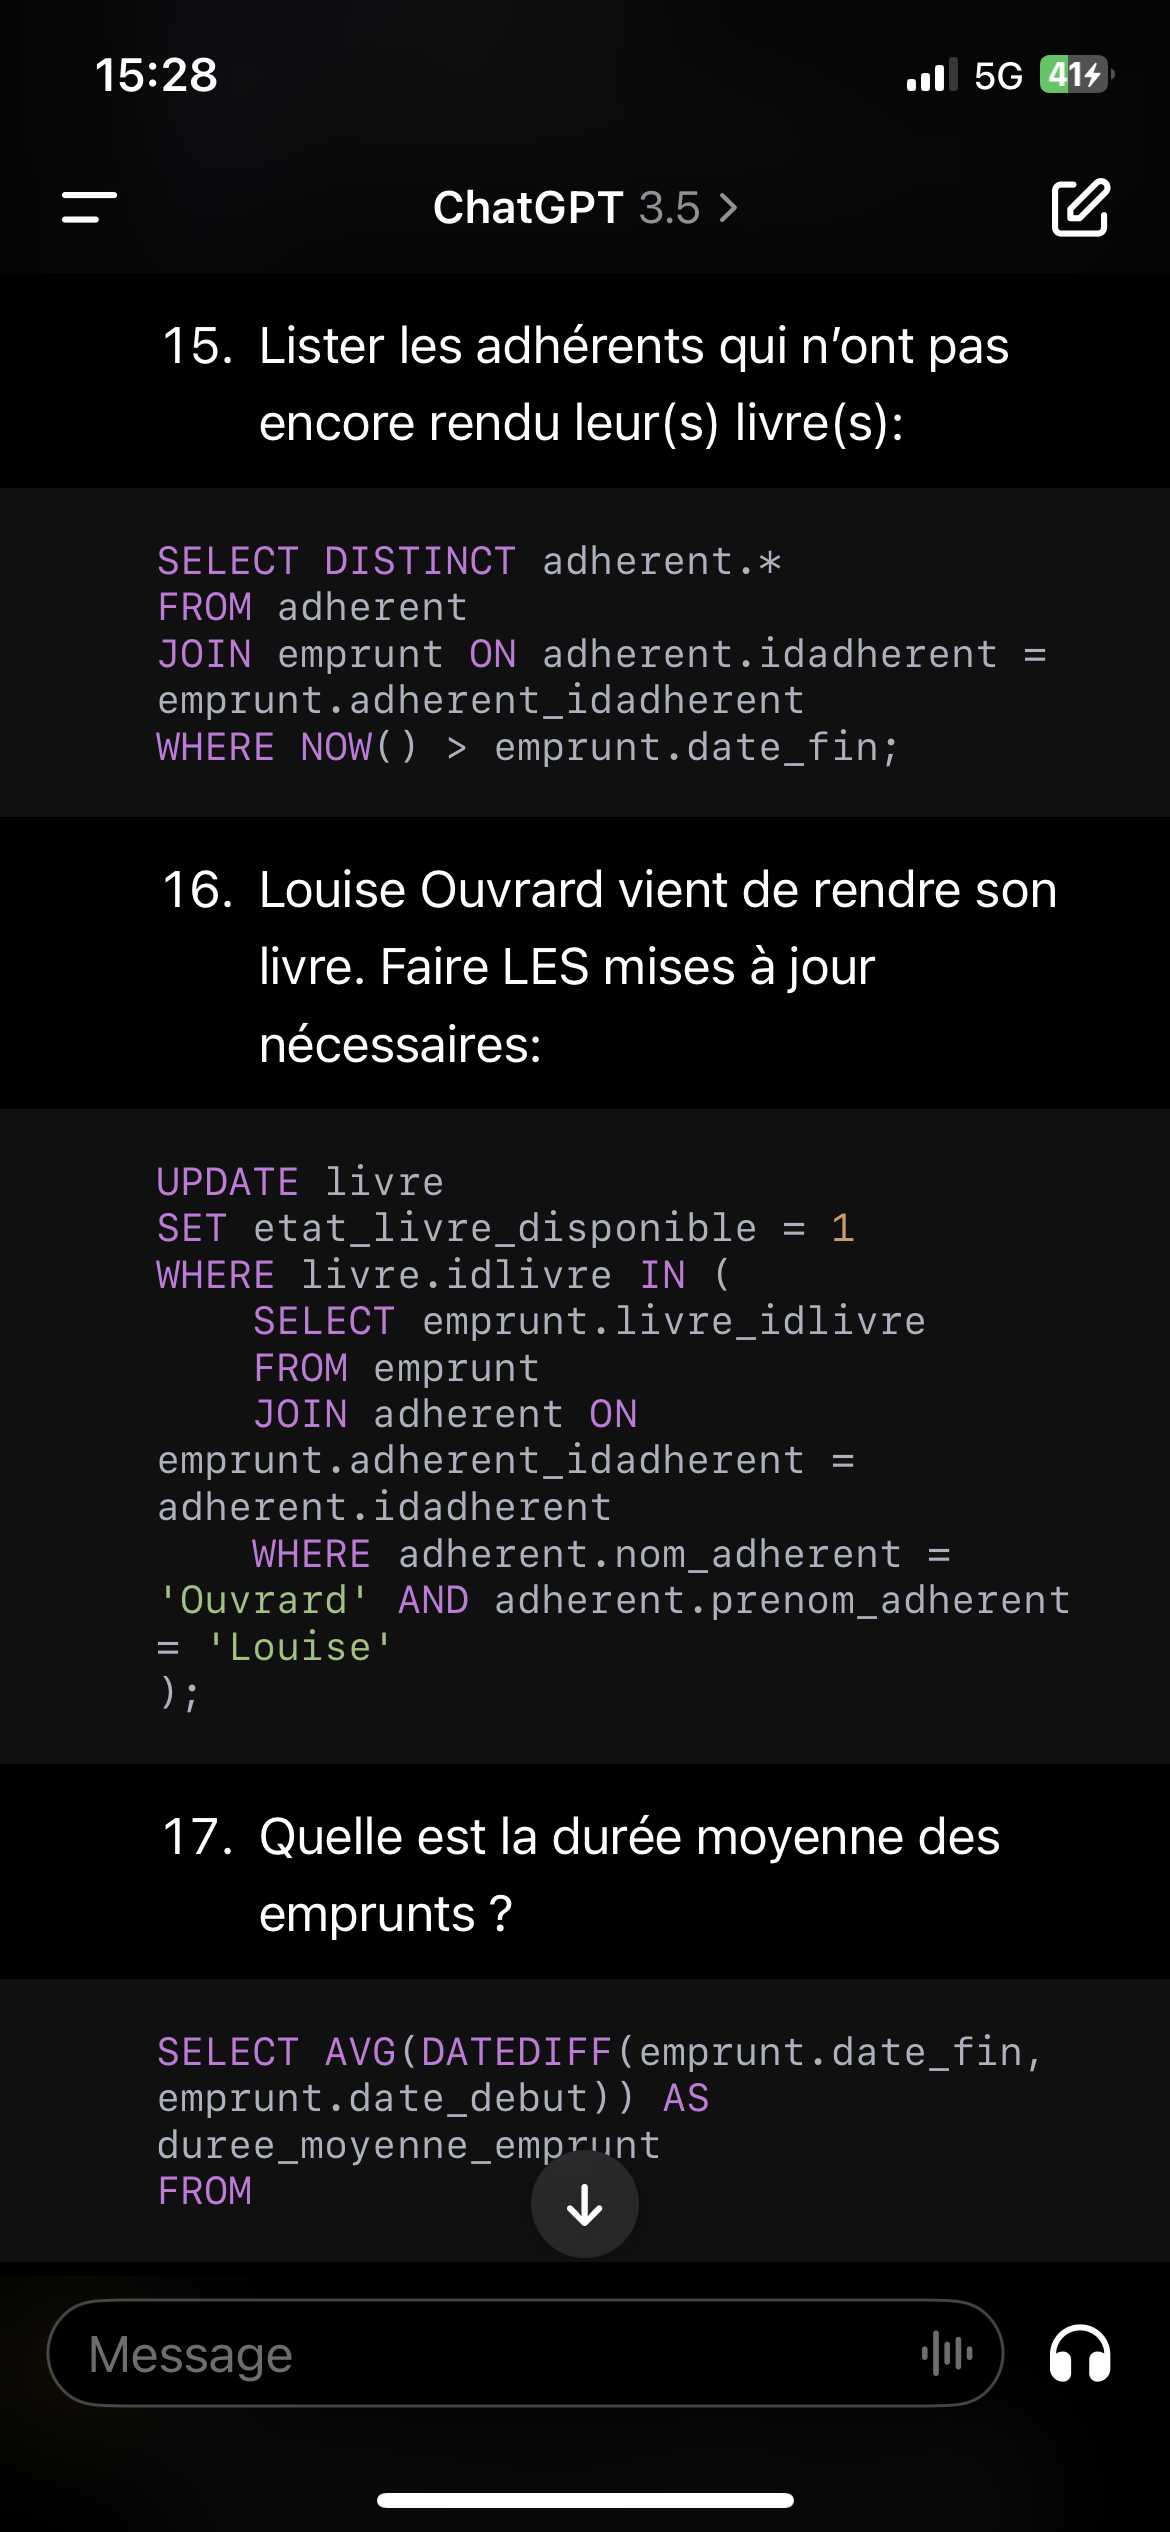 15:28
5G 41
ChatGPT 3.5 >
15. Lister les adhérents qui n’ont pas
encore rendu leur(s) livre(s):
SELECT DISTINCT adherent.*
FROM adherent
JOIN emprunt ON adherent.idadherent =
emprunt.adherent_idadherent
WHERE NOW() > emprunt.date_fin;
16. Louise Ouvrard vient de rendre son
livre. Faire LES mises à jour
nécessaires:
UPDATE livre
SET etat_livre_disponible = 1
WHERE livre.idlivre IN (
SELECT emprunt.livre_idlivre
FROM emprunt
JOIN adherent ON
emprunt.adherent_idadherent =
adherent.idadherent
WHERE adherent.nom_adherent =
'Ouvrard' AND adherent.prenom_adherent
= 'Louise'
);
17. Quelle est la durée moyenne des
emprunts ?
SELECT AVG(DATEDIFF(emprunt.date_fin,
emprunt.date_debut)) AS
duree_moyenne_emprunt
FROM
Message